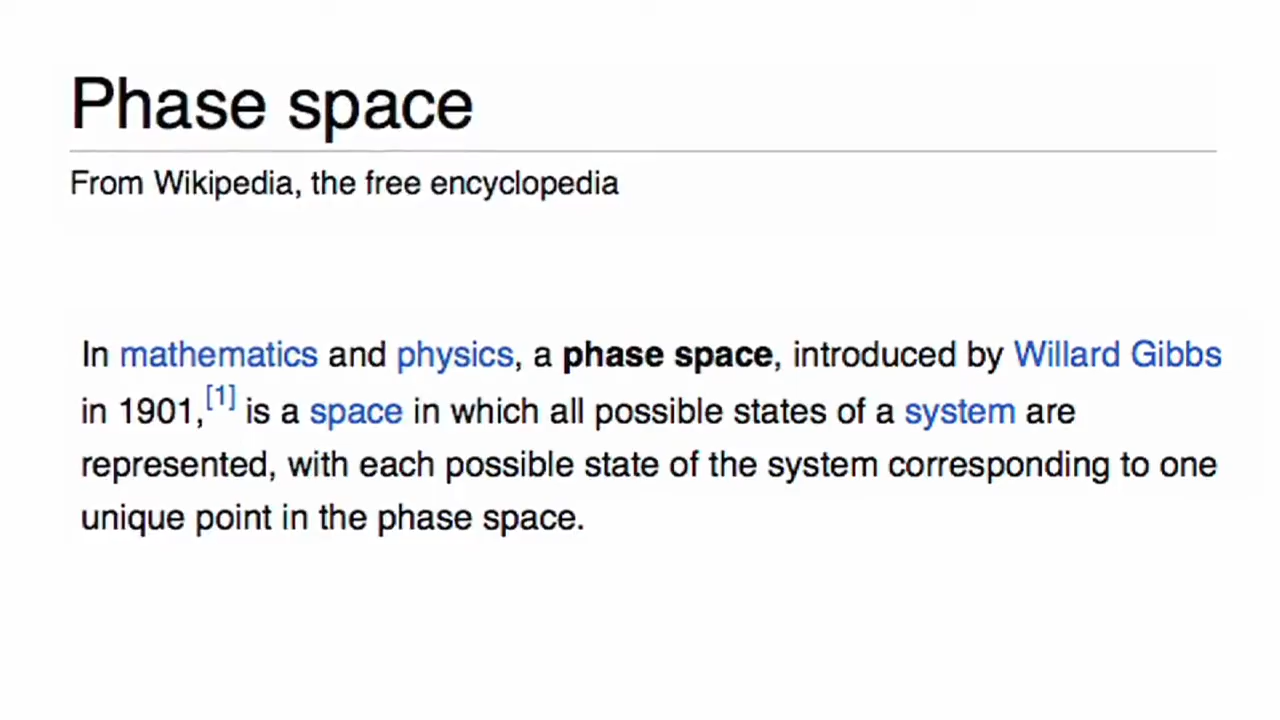 Phase space
From Wikipedia, the free encyclopedia
In mathematics and physics, a phase space, introduced by Willard Gibbs
in 1901,[1] is a space in which all possible states of a system are
represented, with each possible state of the system corresponding to one
unique point in the phase space.